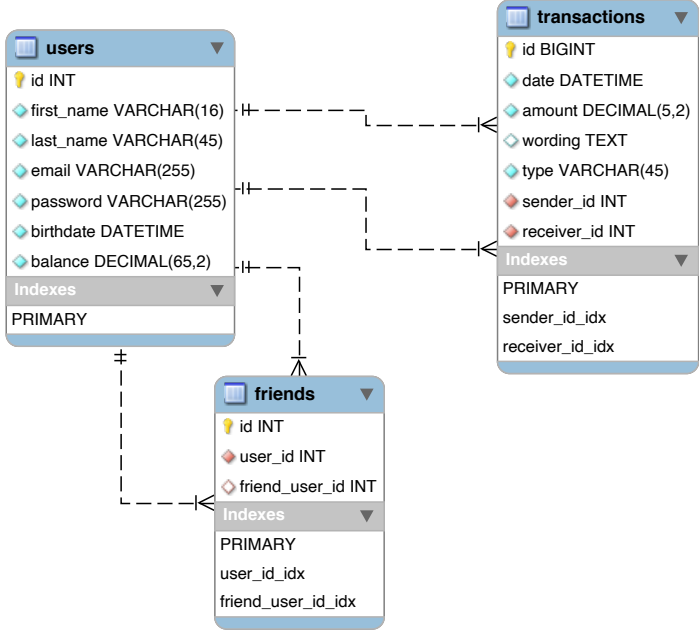 users
id INT
first_name VARCHAR(16)
last_name VARCHAR(45)
email VARCHAR(255)
password VARCHAR(255)
birthdate DATETIME
balance DECIMAL(65,2)
Indexes
PRIMARY
transactions
id BIGINT
date DATETIME
amount DECIMAL(5,2)
wording TEXT
type VARCHAR(45)
sender_id INT
receiver_id INT
Indexes
PRIMARY
sender_id_idx
receiver_id_idx
friends
id INT
user_id INT
friend_user_id INT
Indexes
PRIMARY
user_id_idx
friend_user_id_idx